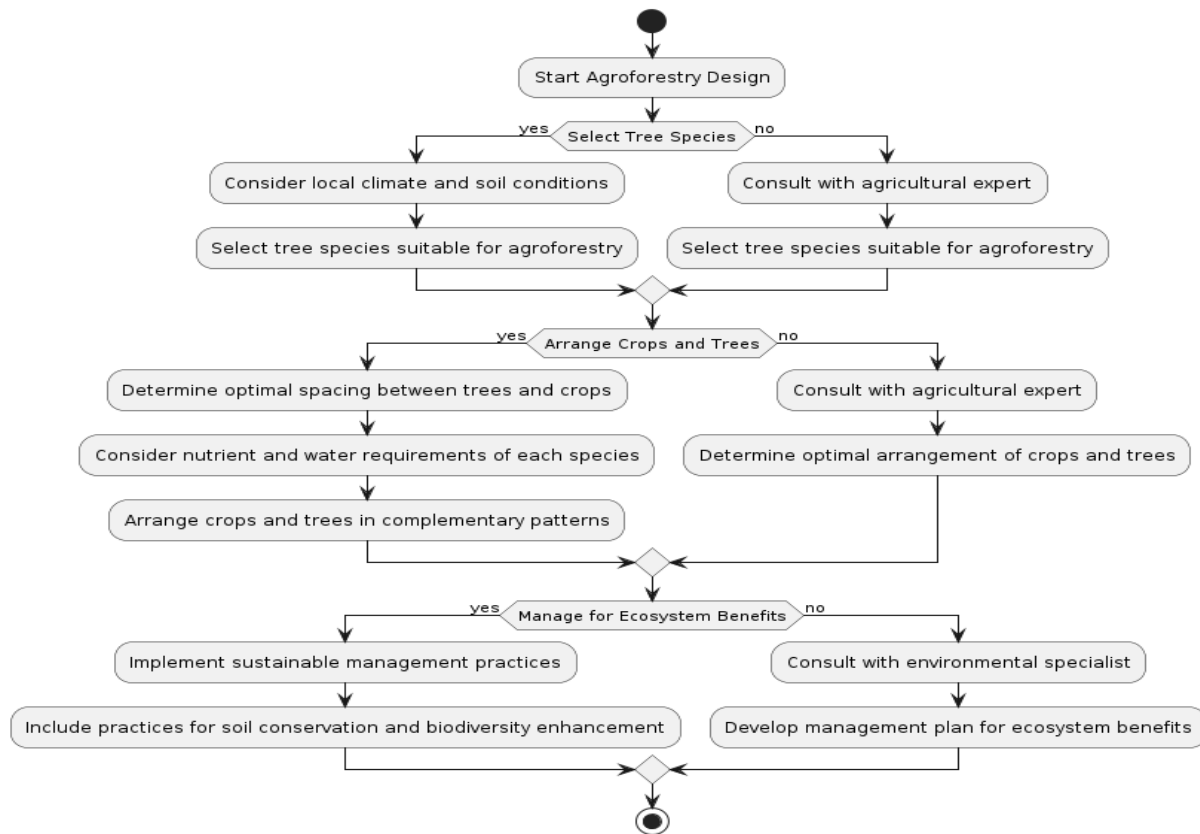 Start Agroforestry Design
yes
Select Tree Species
no
Consider local climate and soil conditions
Consult with agricultural expert
Select tree species suitable for agroforestry
Select tree species suitable for agroforestry
yes
Arrange Crops and Trees
no
Determine optimal spacing between trees and crops
Consult with agricultural expert
Consider nutrient and water requirements of each species
Determine optimal arrangement of crops and trees
Arrange crops and trees in complementary patterns
yes
Manage for Ecosystem Benefits
no
Implement sustainable management practices
Consult with environmental specialist
Include practices for soil conservation and biodiversity enhancement
Develop management plan for ecosystem benefits